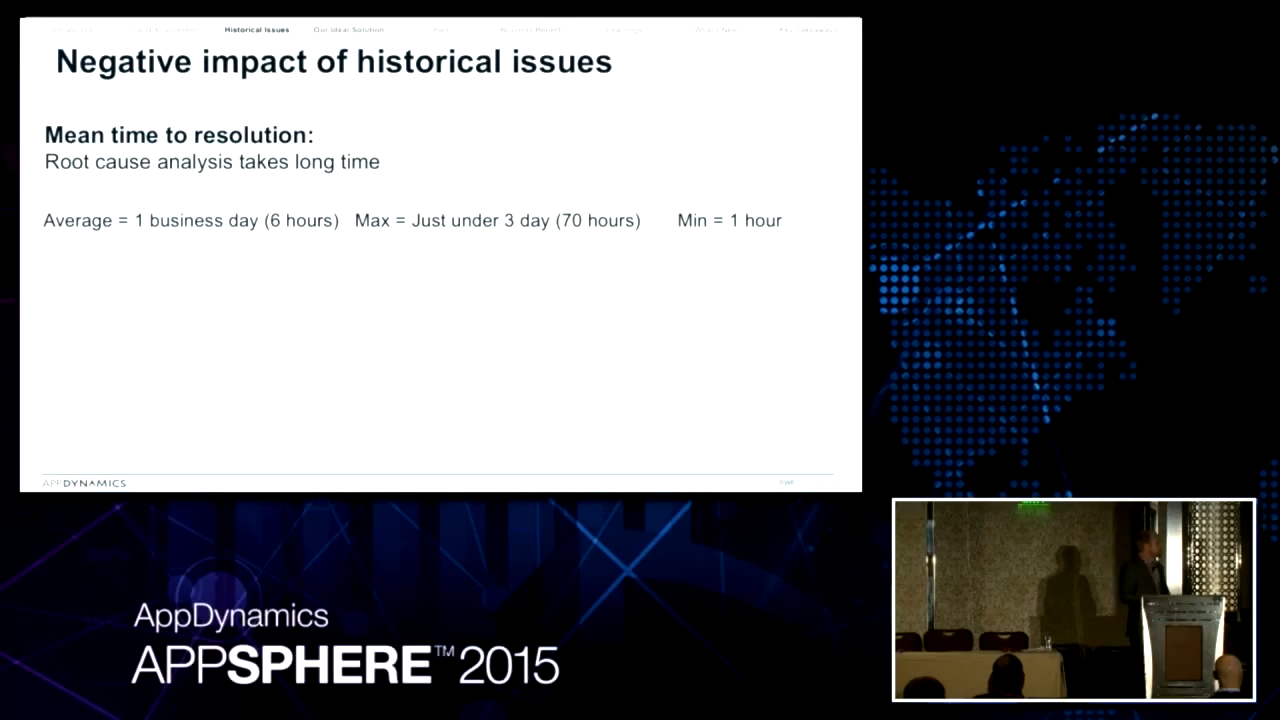 Historical Issues Our Ideal Solution
Negative impact of historical issues
Mean time to resolution:
Root cause analysis takes long time
Average = 1 business day (6 hours) Max = Just under 3 day (70 hours) Min = 1 hour
APPDYNAMICS
AppDynamics
APPSPHERE™ 2015